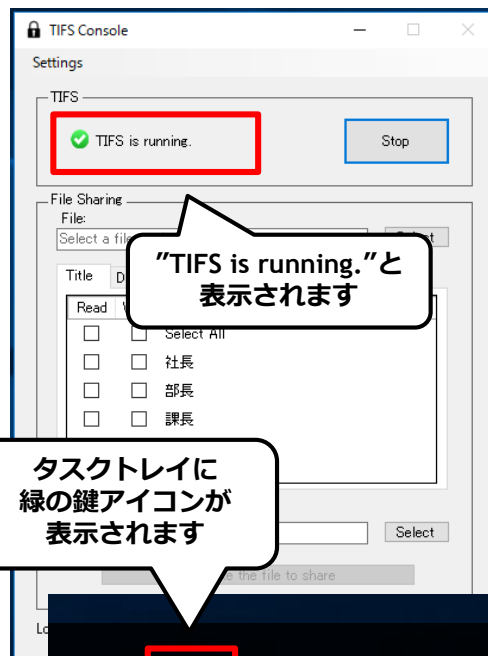 TIFS Console
Settings
TIFS
TIFS is running.
Stop
File Sharing
File:
Select a
”TIFS is running.”と
表示されます
Title
Read
Select All
社長
部長
課長
タスクトレイに
緑の鍵アイコンが
表示されます
Select
the file to share